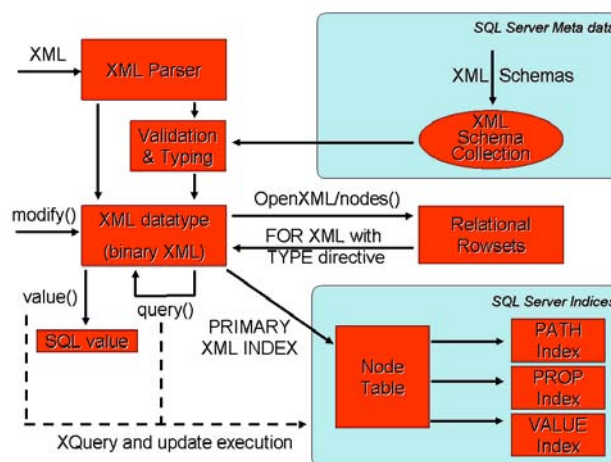 SQL Server Meta data
XML
XML Parser
XML Schemas
XML
Schema
Collection
Validation
& Typing
OpenXML/nodes()
modify()
XML datatype
(binary XML)
FOR XML with
TYPE directive
Relational
Rowsets
value()
query()
SQL value
PRIMARY
XML INDEX
SQL Server Indices
Node
Table
PATH
Index
PROP
Index
VALUE
Index
XQuery and update execution